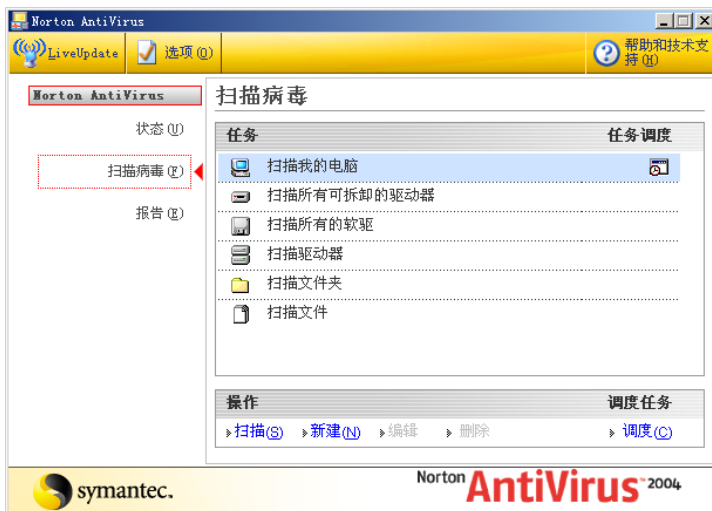 Norton AntiVirus
LiveUpdate
选项(O)
帮助和技术支
持(H)
Norton AntiVirus
状态(U)
扫描病毒(F)
报告(E)
扫描病毒
任务 任务调度
扫描我的电脑
扫描所有可拆卸的驱动器
扫描所有的软驱
扫描驱动器
扫描文件夹
扫描文件
操作 调度任务
扫描(S) 新建(N) 编辑 删除 调度(C)
symantec.
Norton AntiVirus 2004